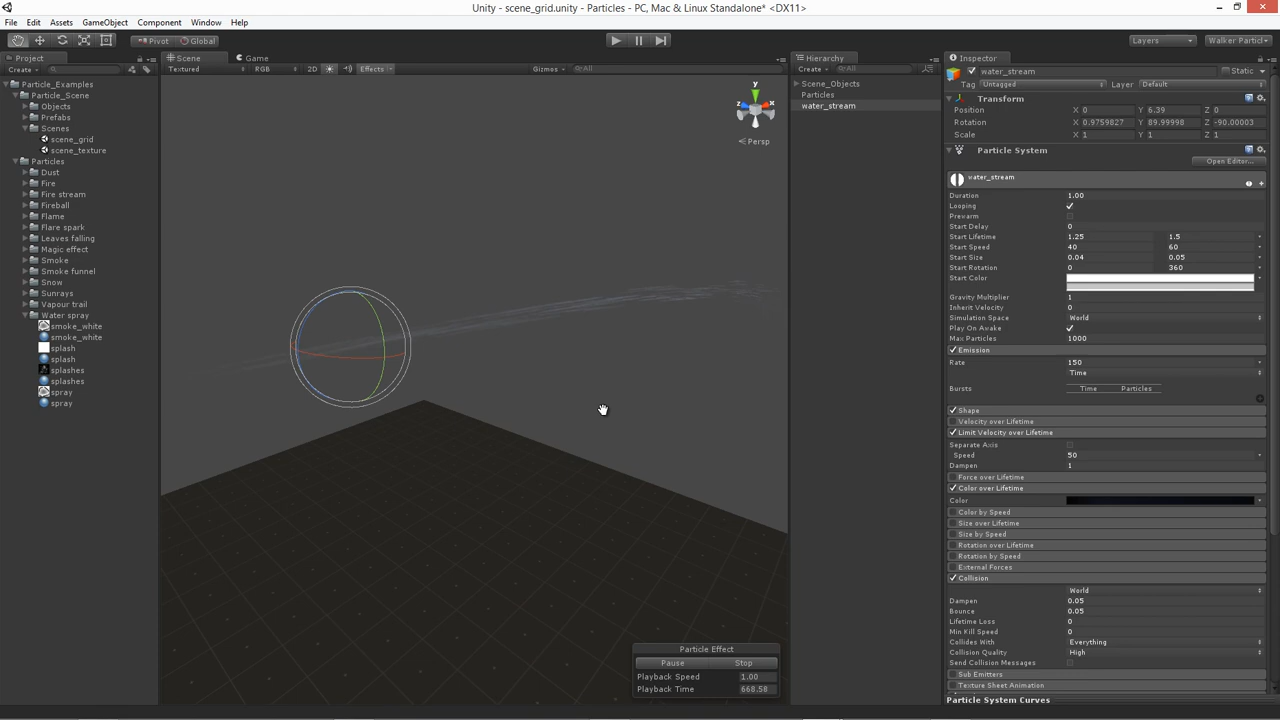 Unity - scene_grid.unity - Particles - PC, Mac & Linux Standalone* <DX11>
File Edit Assets GameObject Component Window Help
Pivot Global
Layers Walker Particl
Project
Create
Particle_Examples
Particle_Scene
Objects
Prefabs
Scenes
scene_grid
scene_texture
Particles
Dust
Fire
Fire stream
Fireball
Flame
Flare spark
Leaves falling
Magic effect
Smoke
Smoke funnel
Snow
Sunrays
Vapour trail
Water spray
smoke_white
smoke_white
splash
splash
splashes
splashes
spray
spray
Scene Game
Textured RGB 2D Effects Gizmos All
y
z x
Persp
Particle Effect
Pause Stop
Playback Speed 1.00
Playback Time 668.58
Hierarchy
Create All
Scene_Objects
Particles
water_stream
Inspector
water_stream Static
Tag Untagged Layer Default
Transform
Position X 0 Y 6.39 Z 0
Rotation X 0.9759827 Y 89.99998 Z -90.00003
Scale X 1 Y 1 Z 1
Particle System
Open Editor...
water_stream
Duration 1.00
Looping
Prewarm
Start Delay 0
Start Lifetime 1.25 1.5
Start Speed 40 60
Start Size 0.04 0.05
Start Rotation 0 360
Start Color
Gravity Multiplier 1
Inherit Velocity 0
Simulation Space World
Play On Awake
Max Particles 1000
Emission
Rate 150
Time
Bursts Time Particles
Shape
Velocity over Lifetime
Limit Velocity over Lifetime
Separate Axis
Speed 50
Dampen 1
Force over Lifetime
Color over Lifetime
Color
Color by Speed
Size over Lifetime
Size by Speed
Rotation over Lifetime
Rotation by Speed
External Forces
Collision
World
Dampen 0.05
Bounce 0.05
Lifetime Loss 0
Min Kill Speed 0
Collides With Everything
Collision Quality High
Send Collision Messages
Sub Emitters
Texture Sheet Animation
Particle System Curves